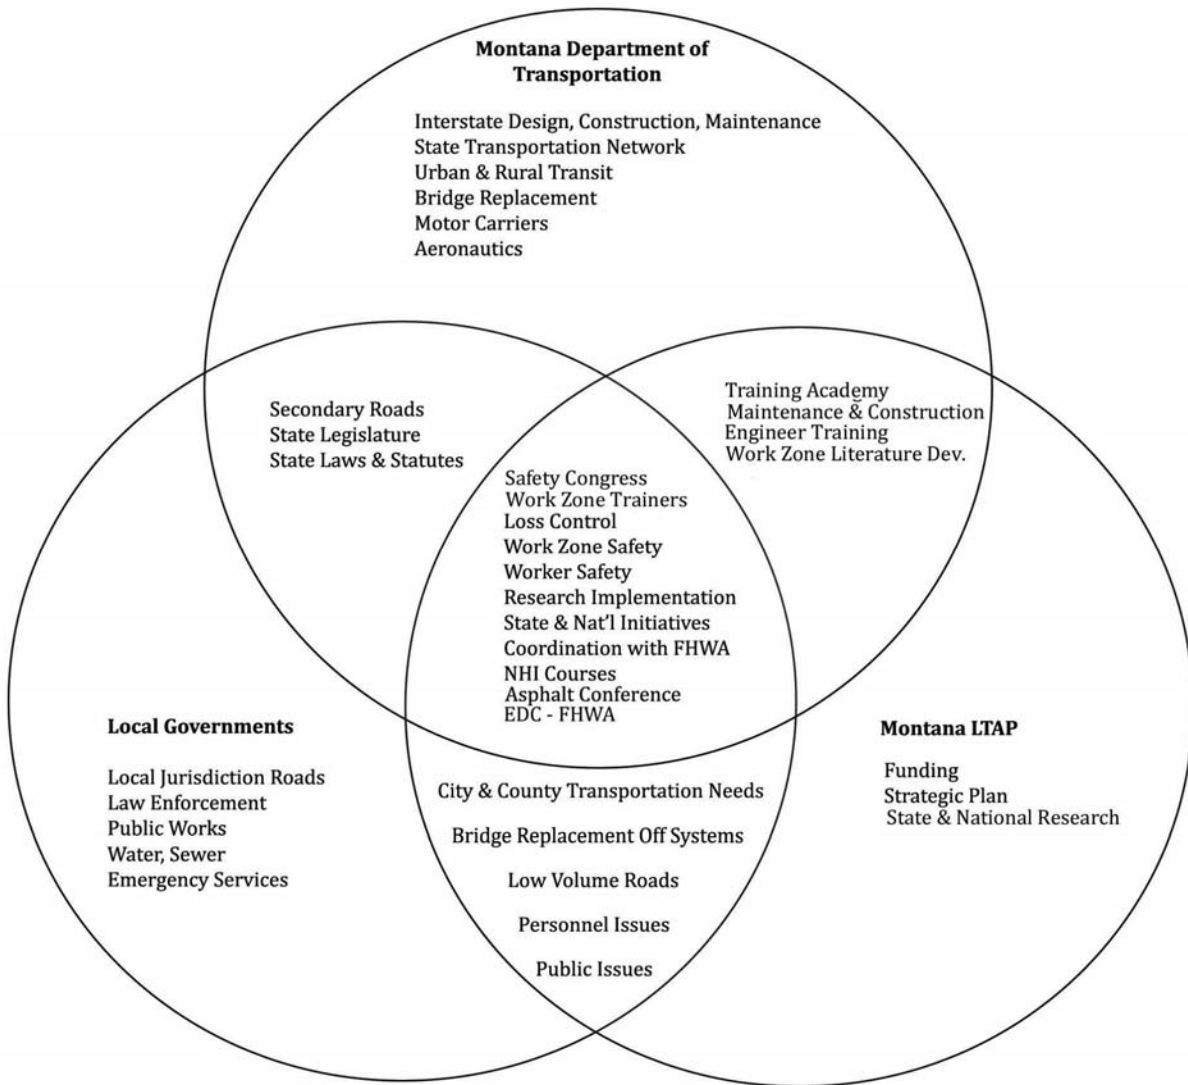 Montana Department of
Transportation
Interstate Design, Construction, Maintenance
State Transportation Network
Urban & Rural Transit
Bridge Replacement
Motor Carriers
Aeronautics
Secondary Roads
State Legislature
State Laws & Statutes
Training Academy
Maintenance & Construction
Engineer Training
Work Zone Literature Dev.
Safety Congress
Work Zone Trainers
Loss Control
Work Zone Safety
Worker Safety
Research Implementation
State & Nat'l Initiatives
Coordination with FHWA
NHI Courses
Asphalt Conference
EDC - FHWA
Local Governments
Local Jurisdiction Roads
Law Enforcement
Public Works
Water, Sewer
Emergency Services
City & County Transportation Needs
Bridge Replacement Off Systems
Low Volume Roads
Personnel Issues
Public Issues
Montana LTAP
Funding
Strategic Plan
State & National Research